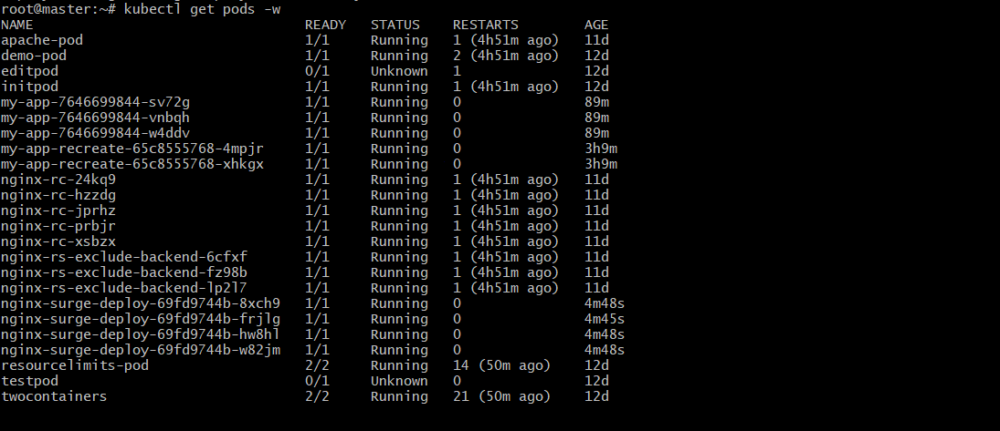 root@master:~# kubectl get pods -w
NAME READY STATUS RESTARTS AGE
apache-pod 1/1 Running 1 (4h51m ago) 11d
demo-pod 1/1 Running 2 (4h51m ago) 12d
editpod 0/1 Unknown 1 12d
initpod 1/1 Running 1 (4h51m ago) 12d
my-app-7646699844-sv72g 1/1 Running 0 89m
my-app-7646699844-vnbqh 1/1 Running 0 89m
my-app-7646699844-w4ddv 1/1 Running 0 89m
my-app-recreate-65c8555768-4mpjr 1/1 Running 0 3h9m
my-app-recreate-65c8555768-xhkgx 1/1 Running 0 3h9m
nginx-rc-24kq9 1/1 Running 1 (4h51m ago) 11d
nginx-rc-hzzdg 1/1 Running 1 (4h51m ago) 11d
nginx-rc-jprhz 1/1 Running 1 (4h51m ago) 11d
nginx-rc-prbjr 1/1 Running 1 (4h51m ago) 11d
nginx-rc-xsbzx 1/1 Running 1 (4h51m ago) 11d
nginx-rs-exclude-backend-6cfxf 1/1 Running 1 (4h51m ago) 11d
nginx-rs-exclude-backend-fz98b 1/1 Running 1 (4h51m ago) 11d
nginx-rs-exclude-backend-lp2l7 1/1 Running 1 (4h51m ago) 11d
nginx-surge-deploy-69fd9744b-8xch9 1/1 Running 0 4m48s
nginx-surge-deploy-69fd9744b-frjlg 1/1 Running 0 4m45s
nginx-surge-deploy-69fd9744b-hw8hl 1/1 Running 0 4m48s
nginx-surge-deploy-69fd9744b-w82jm 1/1 Running 0 4m48s
resourcelimits-pod 2/2 Running 14 (50m ago) 12d
testpod 0/1 Unknown 0 12d
twocontainers 2/2 Running 21 (50m ago) 12d